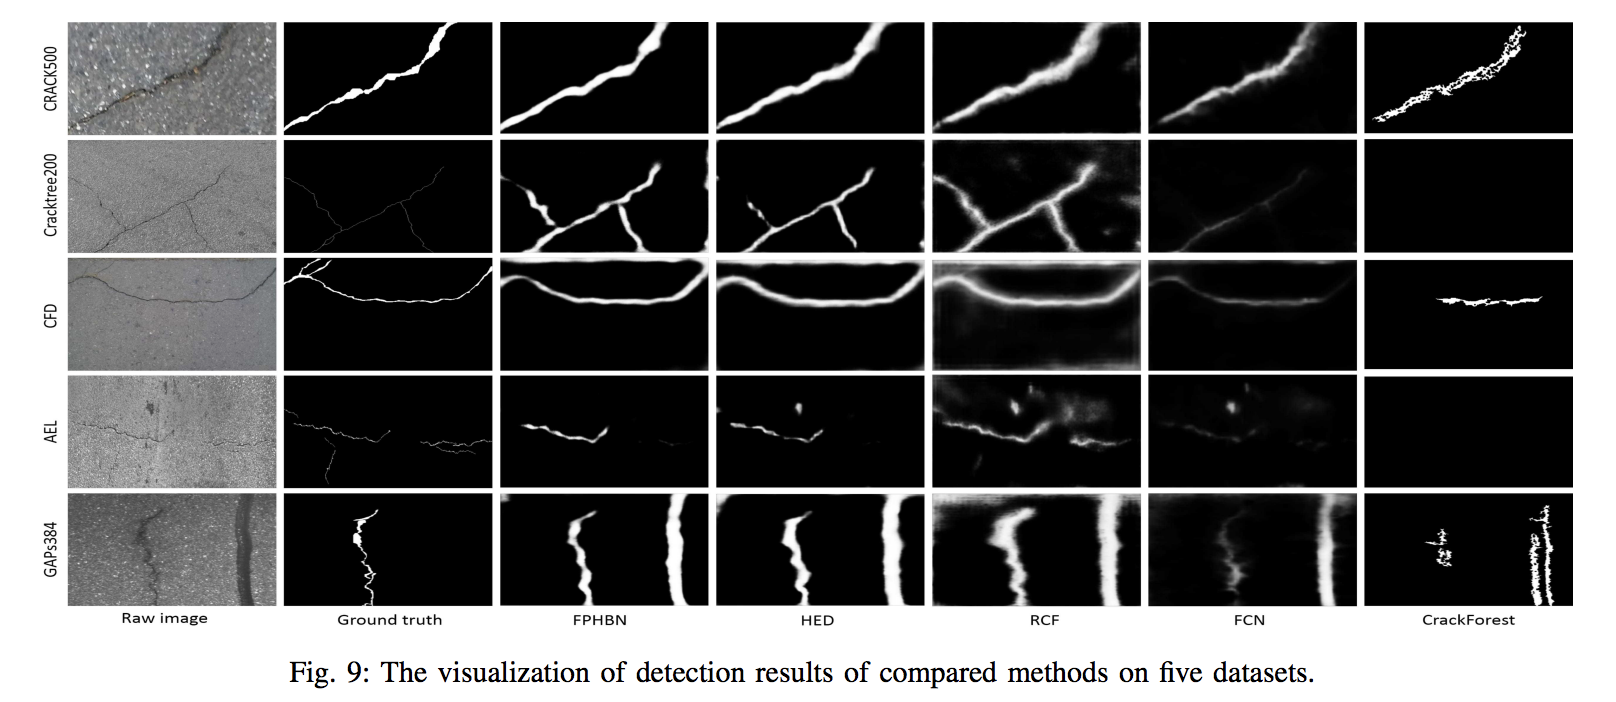 CRACK500
Cracktree200
CFD
AEL
GAPs384
Raw image
Ground truth
FPHBN
HED
RCF
FCN
CrackForest
Fig. 9: The visualization of detection results of compared methods on five datasets.